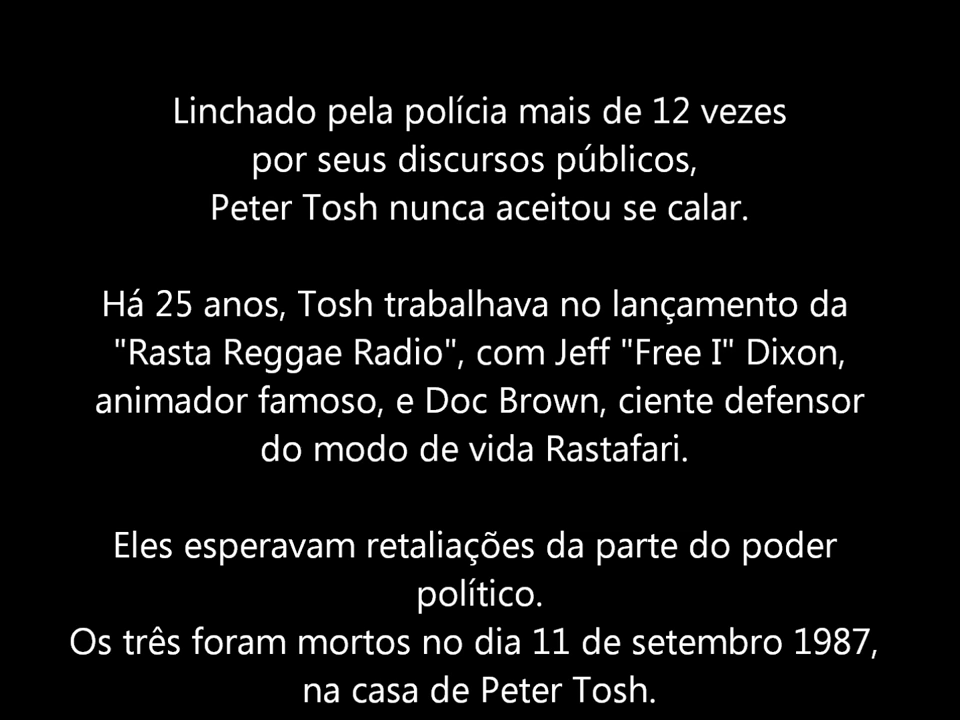 Linchado pela polícia mais de 12 vezes
por seus discursos públicos,
Peter Tosh nunca aceitou se calar.
Há 25 anos, Tosh trabalhava no lançamento da
"Rasta Reggae Radio", com Jeff "Free I" Dixon,
animador famoso, e Doc Brown, ciente defensor
do modo de vida Rastafari.
Eles esperavam retaliações da parte do poder
político.
Os três foram mortos no dia 11 de setembro 1987,
na casa de Peter Tosh.